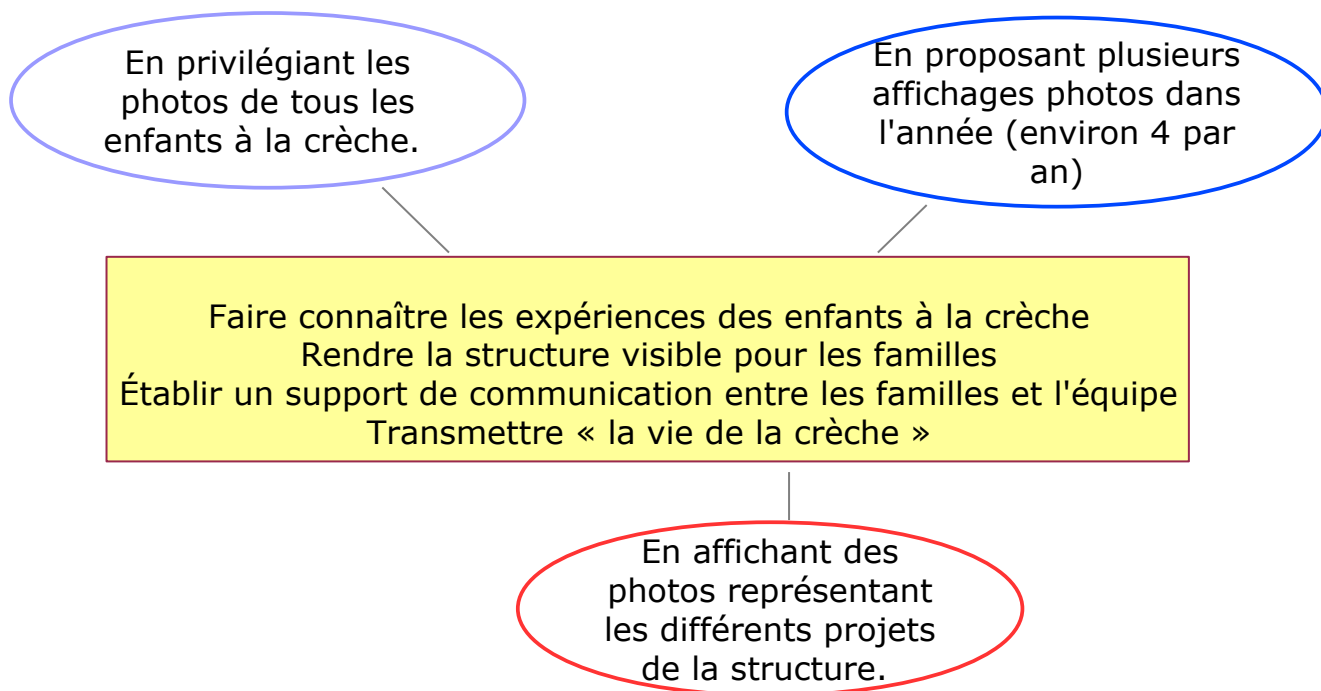 En privilégiant les
photos de tous les
enfants à la crèche.
En proposant plusieurs
affichages photos dans
l'année (environ 4 par
an)
Faire connaître les expériences des enfants à la crèche
Rendre la structure visible pour les familles
Établir un support de communication entre les familles et l'équipe
Transmettre « la vie de la crèche »
En affichant des
photos représentant
les différents projets
de la structure.